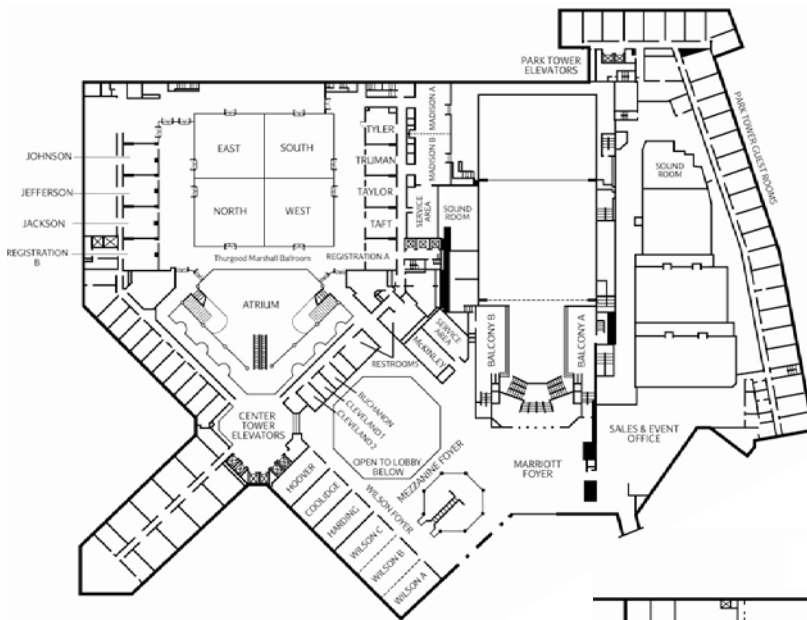 PARK TOWER
ELEVATORS
PARK TOWER GUEST ROOMS
MADISON A
MADISON B
TYLER
TRUMAN
TAYLOR
TAFT
EAST
SOUTH
NORTH
WEST
JOHNSON
JEFFERSON
JACKSON
REGISTRATION
B
SERVICE
AREA
SOUND
ROOM
SOUND
ROOM
Thurgood Marshall Ballroom
REGISTRATION A
ATRIUM
SERVICE
AREA
McKINLEY
RESTROOMS
BALCONY B
BALCONY A
BUCHANON
CLEVELAND 1
CLEVELAND 2
CENTER
TOWER
ELEVATORS
OPEN TO LOBBY
BELOW
MEZZANINE FOYER
MARRIOTT
FOYER
SALES & EVENT
OFFICE
HOOVER
COOLIDGE
HARDING
WILSON FOYER
WILSON C
WILSON B
WILSON A